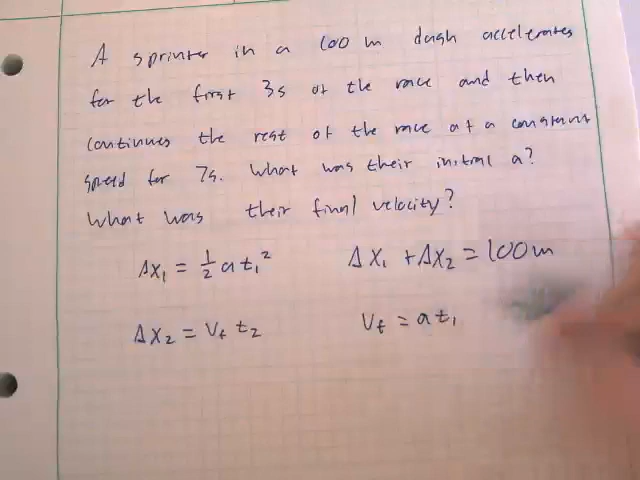 A sprinter in a 100 m dash accelerates
for the first 3s of the race and then
continues the rest of the race at a constant
speed for 7s. What was their initial a?
What was their final velocity?
Δx₁ = ½ a t₁² Δx₁ + Δx₂ = 100m
Δx₂ = V_f t₂ V_f = a t₁